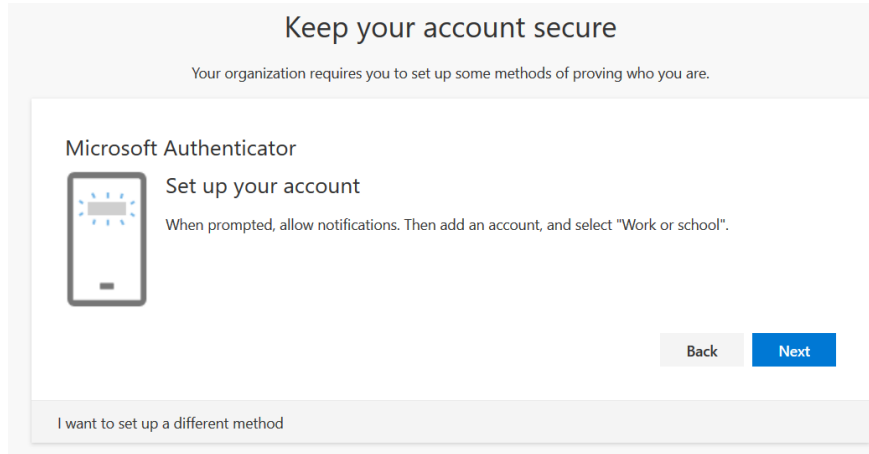 Keep your account secure
Your organization requires you to set up some methods of proving who you are.
Microsoft Authenticator
Set up your account
When prompted, allow notifications. Then add an account, and select "Work or school".
Back
Next
I want to set up a different method